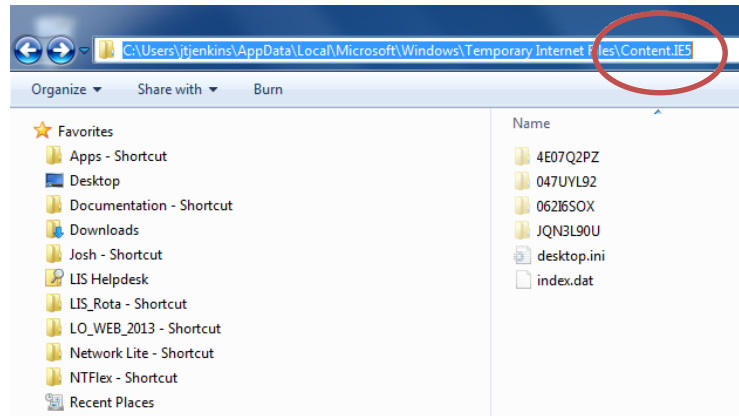 C:\Users\jtjenkins\AppData\Local\Microsoft\Windows\Temporary Internet Files\Content.IE5
Organize Share with Burn
Favorites
Apps - Shortcut
Desktop
Documentation - Shortcut
Downloads
Josh - Shortcut
LIS Helpdesk
LIS_Rota - Shortcut
LO_WEB_2013 - Shortcut
Network Lite - Shortcut
NTFlex - Shortcut
Recent Places
Name
4E07Q2PZ
047UYL92
062I6SOX
JQN3L90U
desktop.ini
index.dat